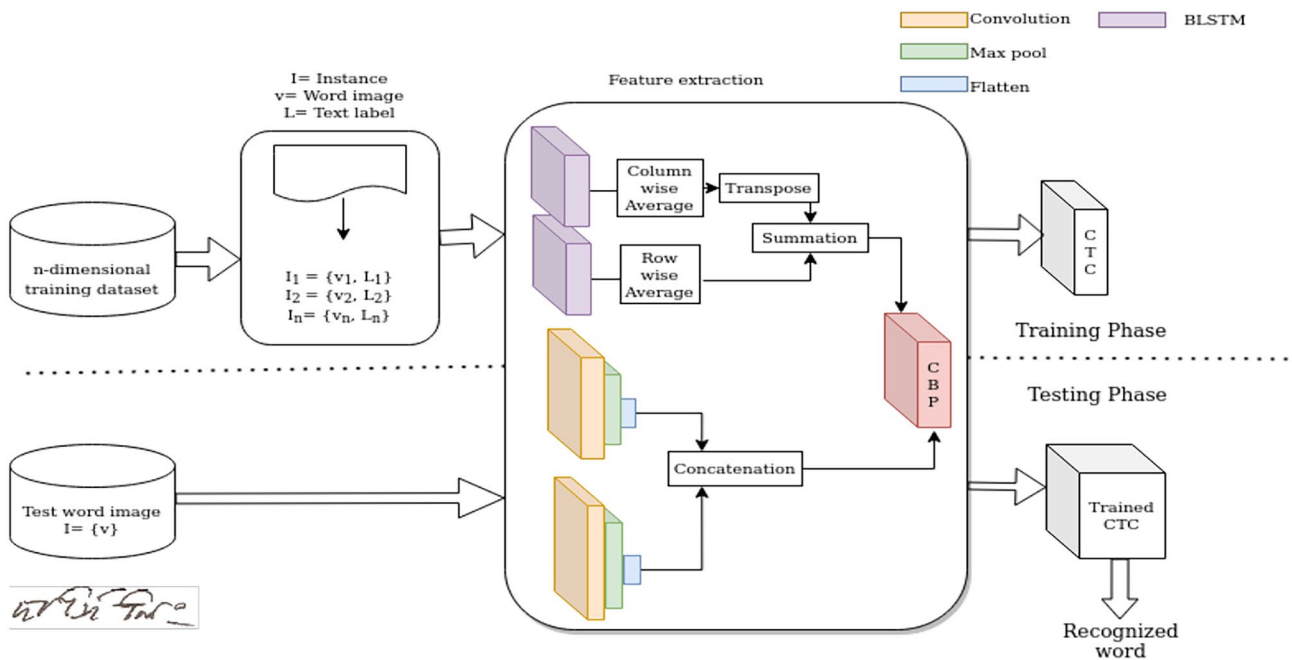 Convolution
BLSTM
Max pool
Flatten
I= Instance
v= Word image
L= Text label
Feature extraction
n-dimensional
training dataset
I₁ = {v₁, L₁}
I₂ = {v₂, L₂}
Iₙ= {vₙ, Lₙ}
Column
wise
Average
Transpose
Summation
Row
wise
Average
C
T
C
Training Phase
C
B
P
Testing Phase
Concatenation
Test word image
I= {v}
Trained
CTC
Recognized
word